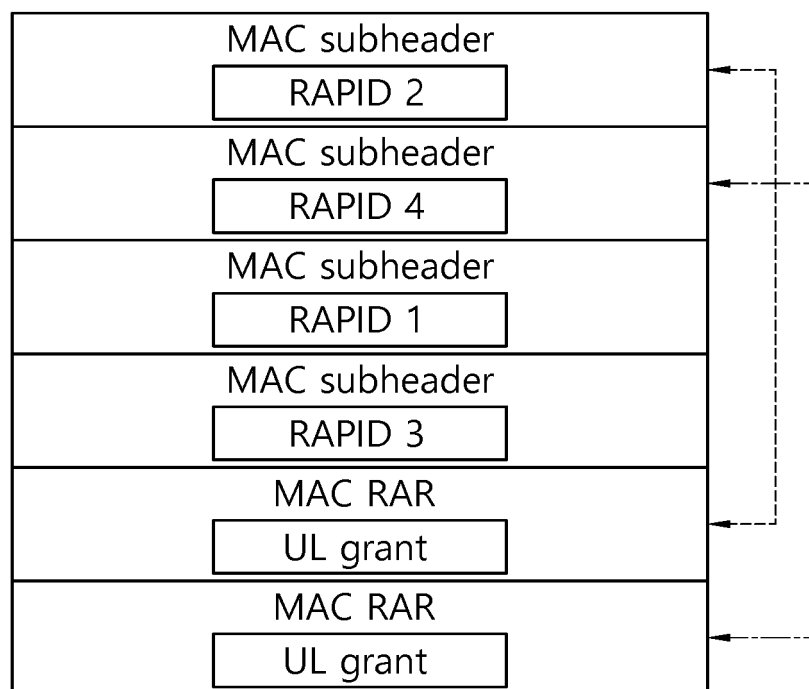 MAC subheader
RAPID 2
MAC subheader
RAPID 4
MAC subheader
RAPID 1
MAC subheader
RAPID 3
MAC RAR
UL grant
MAC RAR
UL grant